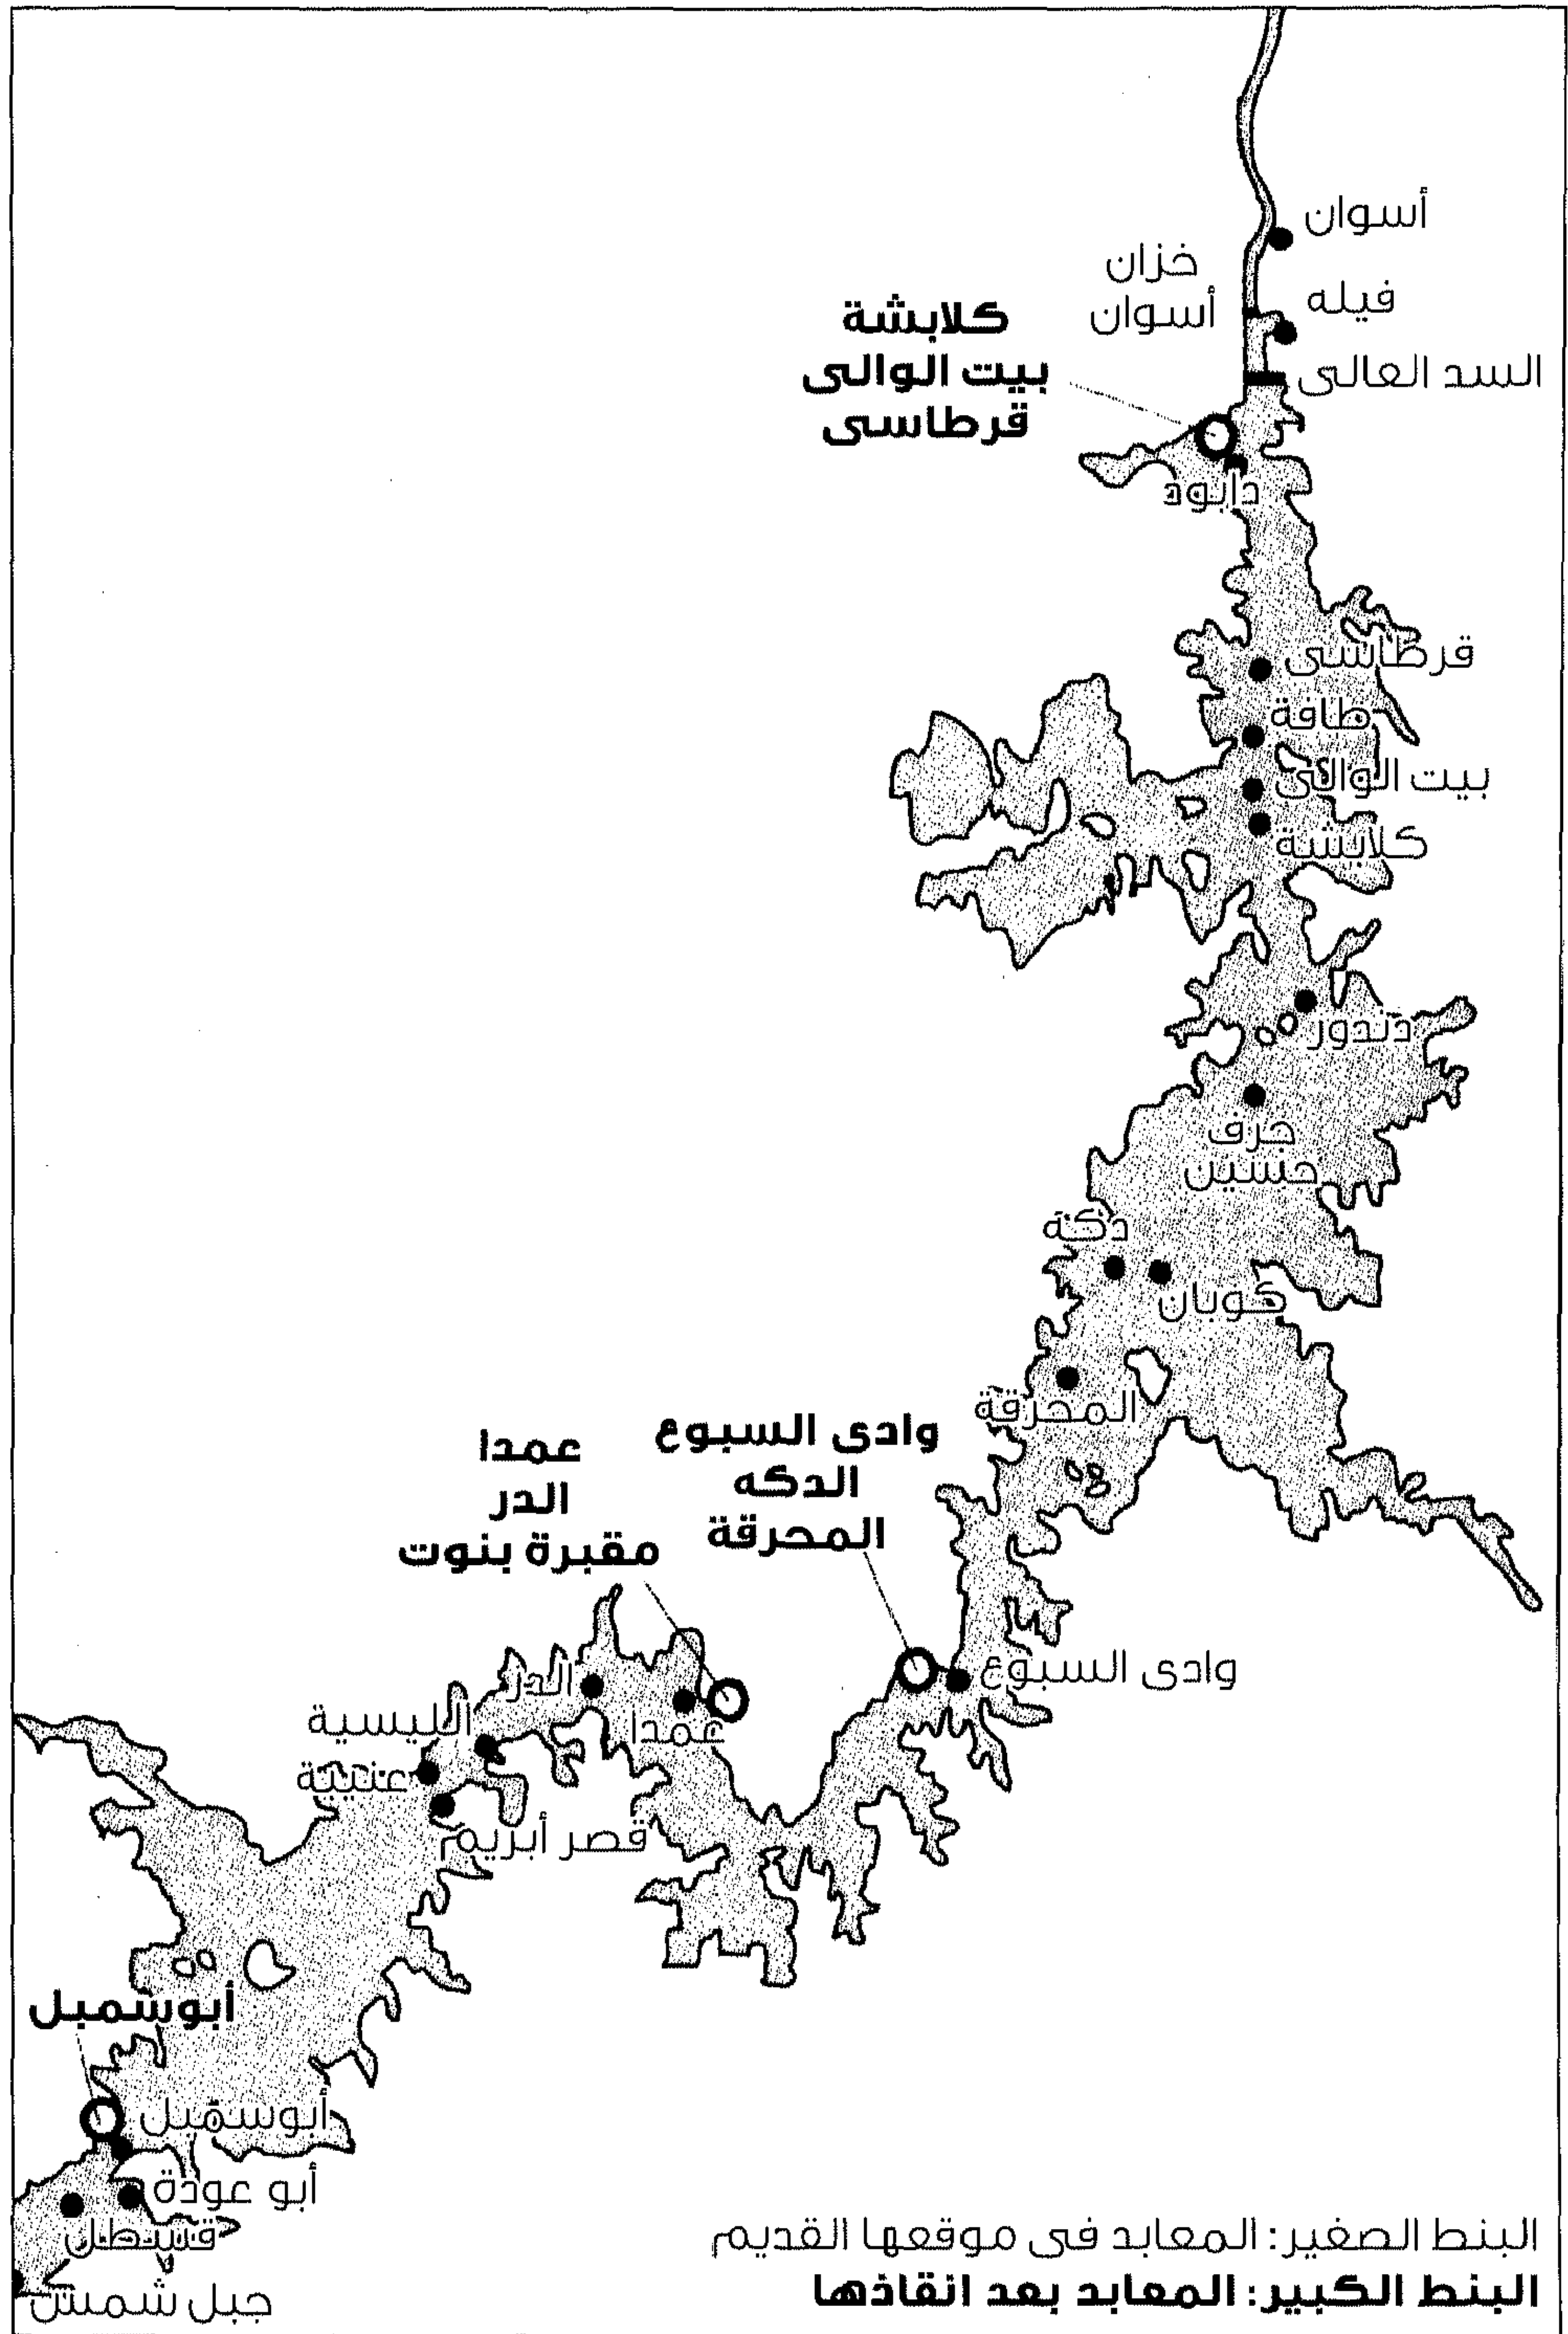 أسوان
خزان
أسوان
فيله
السد العالى
كلابشة
بيت الوالى
قرطاسى
دابود
قرطاسى
طافة
بيت الوالى
كلابشة
دندور
جرف
حسين
دكة
كوبان
المحرقة
وادى السبوع
الدكه
المحرقة
عمدا
الدر
مقبرة بنوت
وادى السبوع
الدر
عمدا
الليسية
عنيبة
قصر أبريم
أبوسمبل
أبوسمبل
أبو عودة
قسطل
جبل شمس
البنط الصغير: المعابد فى موقعها القديم
البنط الكبير: المعابد بعد انقاذها